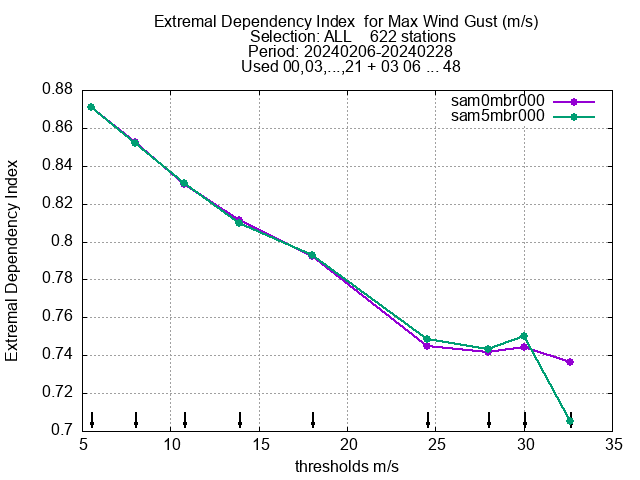 Extremal Dependency Index  for Max Wind Gust (m/s)
Selection: ALL    622 stations
Period: 20240206-20240228
Used 00,03,...,21 + 03 06 ... 48
sam0mbr000
sam5mbr000
Extremal Dependency Index
0.88
0.86
0.84
0.82
0.8
0.78
0.76
0.74
0.72
0.7
5 10 15 20 25 30 35
thresholds m/s